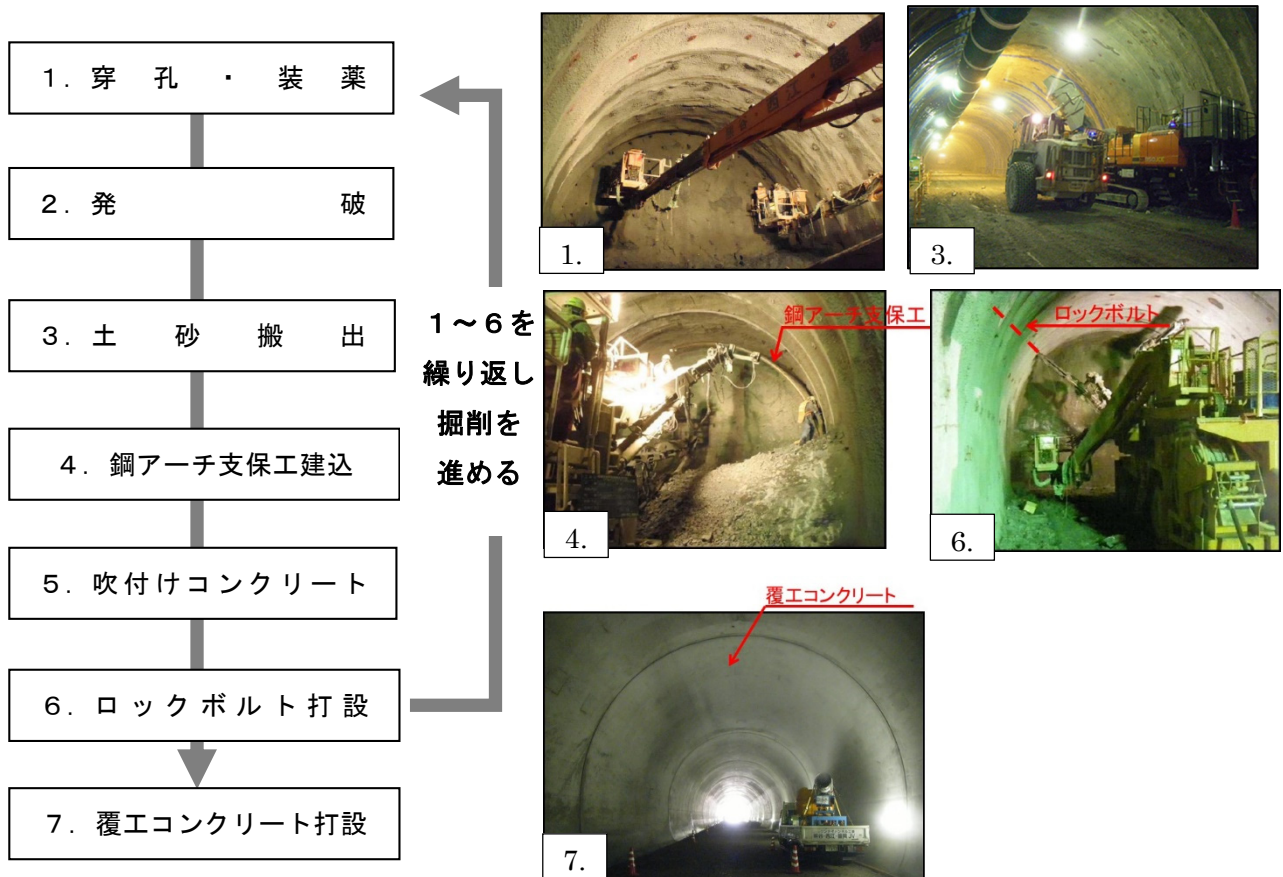 1. 穿孔・装薬
2. 発破
3. 土砂搬出
4. 鋼アーチ支保工建込
5. 吹付けコンクリート
6. ロックボルト打設
7. 覆工コンクリート打設
1～6を
繰り返し
掘削を
進める
1.
3.
鋼アーチ支保工
4.
ロックボルト
6.
覆工コンクリート
7.